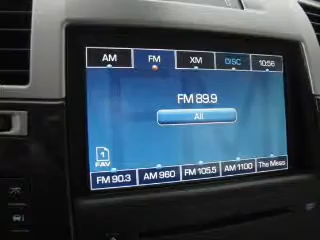 AM FM XM DISC 10:56
FM 89.9
All
1
FAV
FM 90.3 AM 960 FM 105.5 AM 1100 The Mess